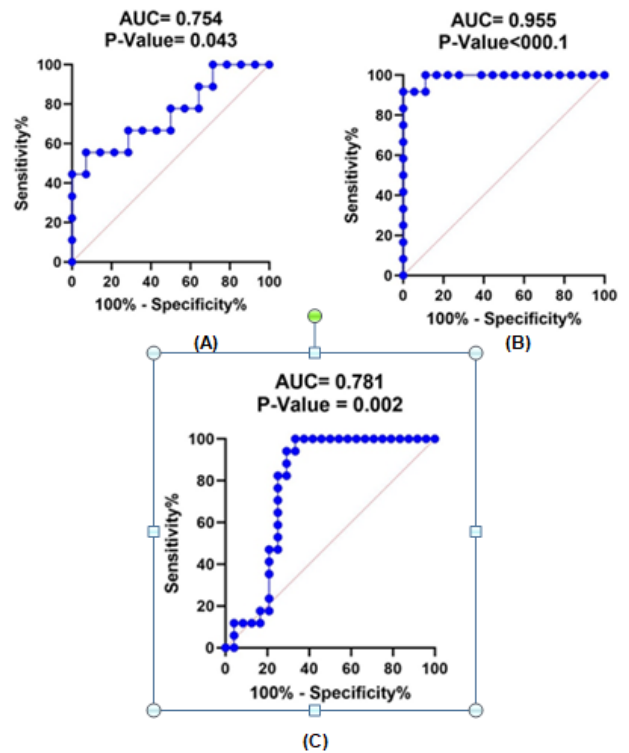 AUC= 0.754
P-Value= 0.043
100
80
60
40
20
0
Sensitivity%
0 20 40 60 80 100
100% - Specificity%
(A)
AUC= 0.955
P-Value<000.1
100
80
60
40
20
0
Sensitivity%
0 20 40 60 80 100
100% - Specificity%
(B)
AUC= 0.781
P-Value = 0.002
100
80
60
40
20
0
Sensitivity%
0 20 40 60 80 100
100% - Specificity%
(C)